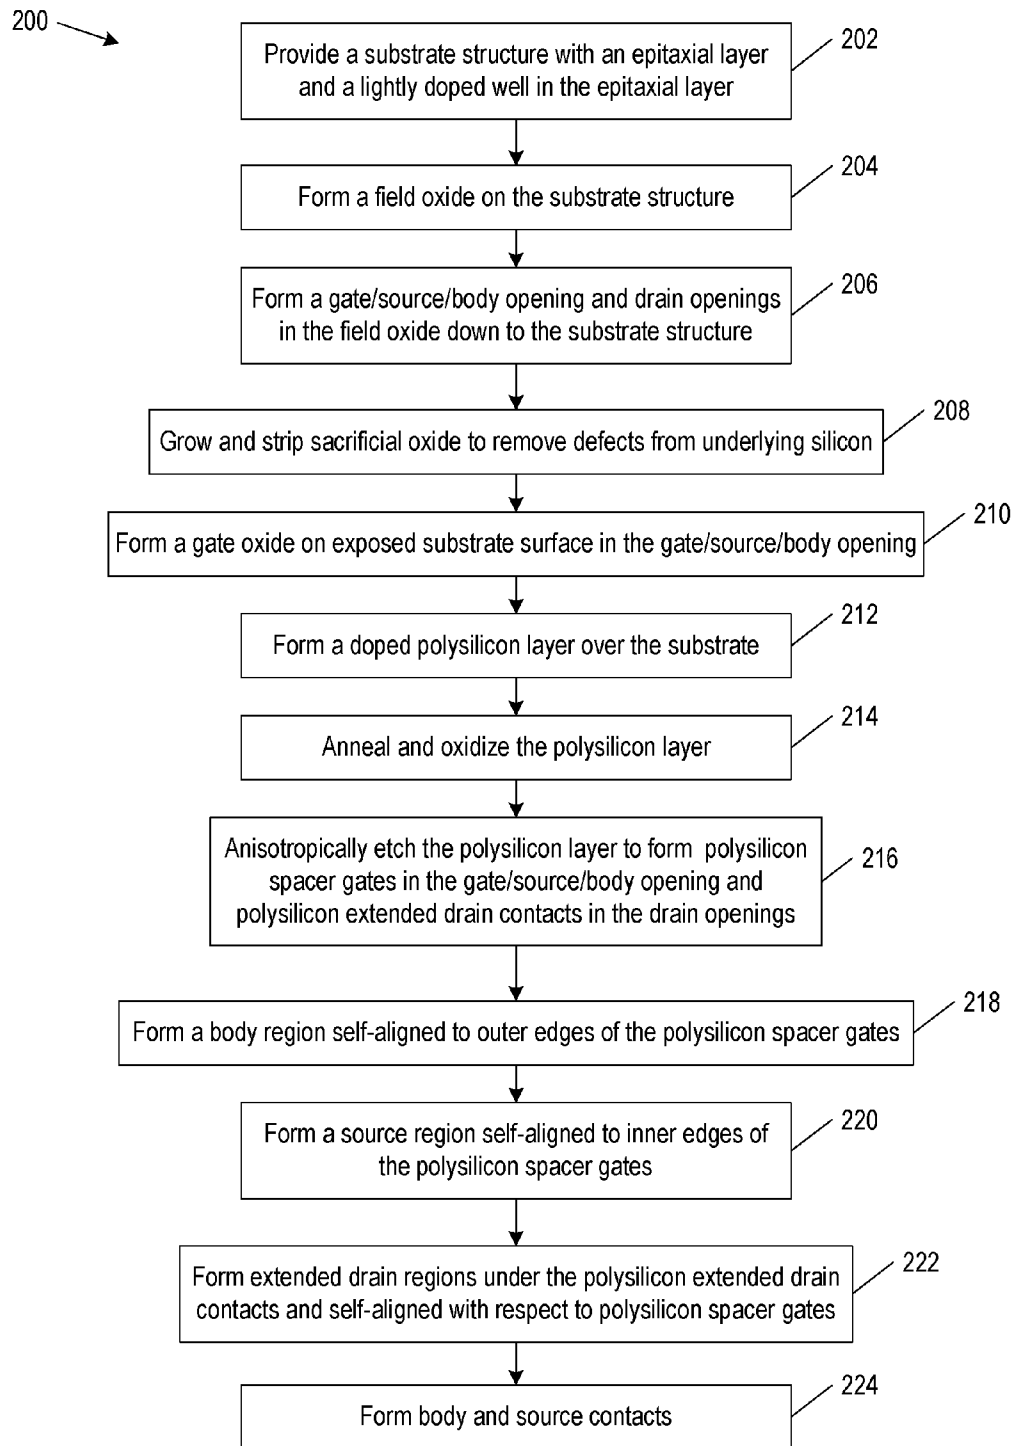 200
Provide a substrate structure with an epitaxial layer
and a lightly doped well in the epitaxial layer
202
Form a field oxide on the substrate structure
204
Form a gate/source/body opening and drain openings
in the field oxide down to the substrate structure
206
Grow and strip sacrificial oxide to remove defects from underlying silicon
208
Form a gate oxide on exposed substrate surface in the gate/source/body opening
210
Form a doped polysilicon layer over the substrate
212
Anneal and oxidize the polysilicon layer
214
Anisotropically etch the polysilicon layer to form polysilicon
spacer gates in the gate/source/body opening and
polysilicon extended drain contacts in the drain openings
216
Form a body region self-aligned to outer edges of the polysilicon spacer gates
218
Form a source region self-aligned to inner edges of
the polysilicon spacer gates
220
Form extended drain regions under the polysilicon extended drain
contacts and self-aligned with respect to polysilicon spacer gates
222
Form body and source contacts
224